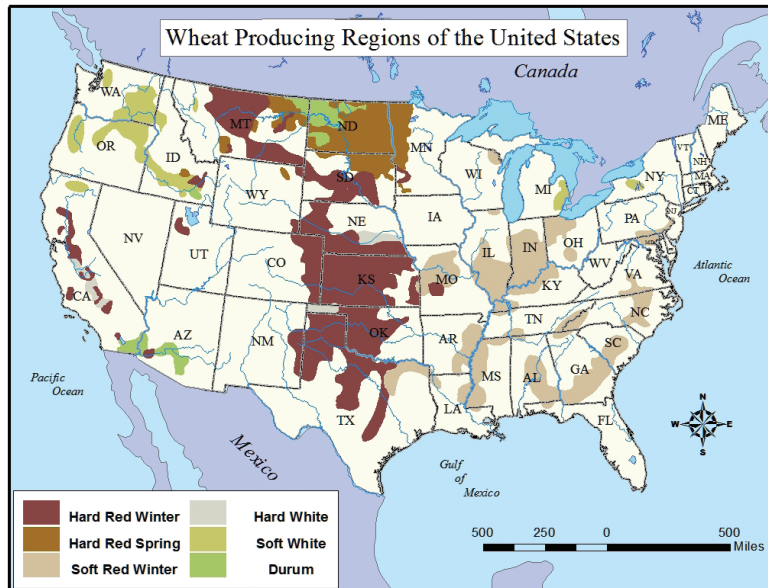 Wheat Producing Regions of the United States
Canada
WA
MT
ND
MN
ME
OR
ID
WY
SD
WI
MI
NY
VT
NH
MA
CT
NV
UT
CO
NE
IA
IL
IN
OH
PA
NJ
MD
WV
VA
CA
AZ
NM
KS
OK
MO
KY
TN
NC
SC
AR
MS
AL
GA
TX
LA
FL
Pacific
Ocean
Atlantic
Ocean
Mexico
Gulf
of
Mexico
N
W
E
S
Hard Red Winter
Hard White
Hard Red Spring
Soft White
Soft Red Winter
Durum
500 250 0 500
Miles